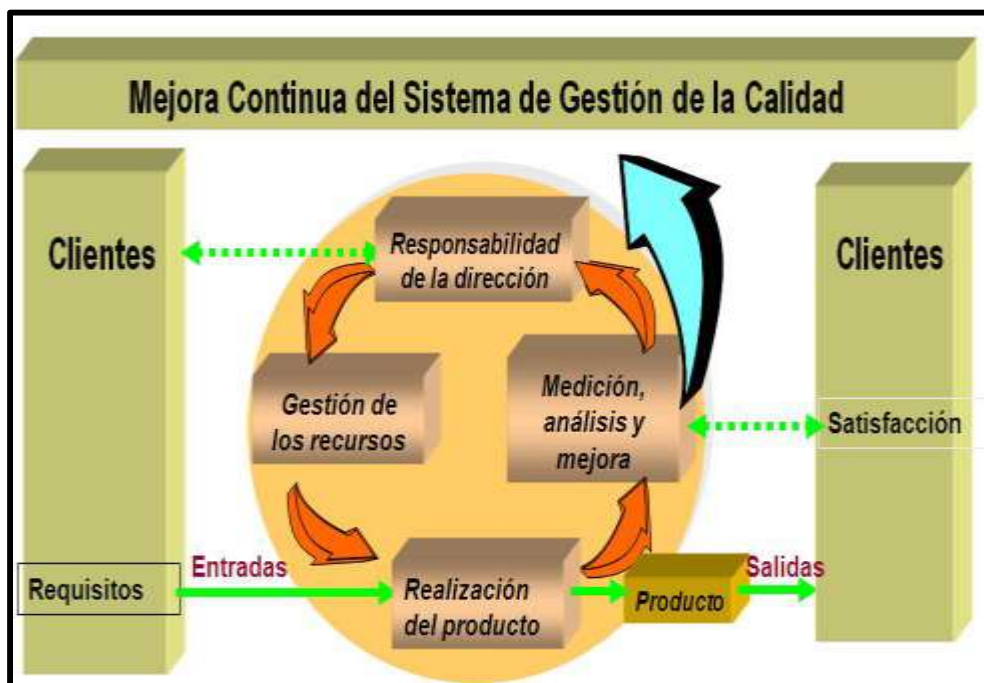 Mejora Continua del Sistema de Gestión de la Calidad
Clientes
Responsabilidad
de la dirección
Clientes
Gestión de
los recursos
Medición,
análisis y
mejora
Satisfacción
Requisitos
Entradas
Realización
del producto
Producto
Salidas